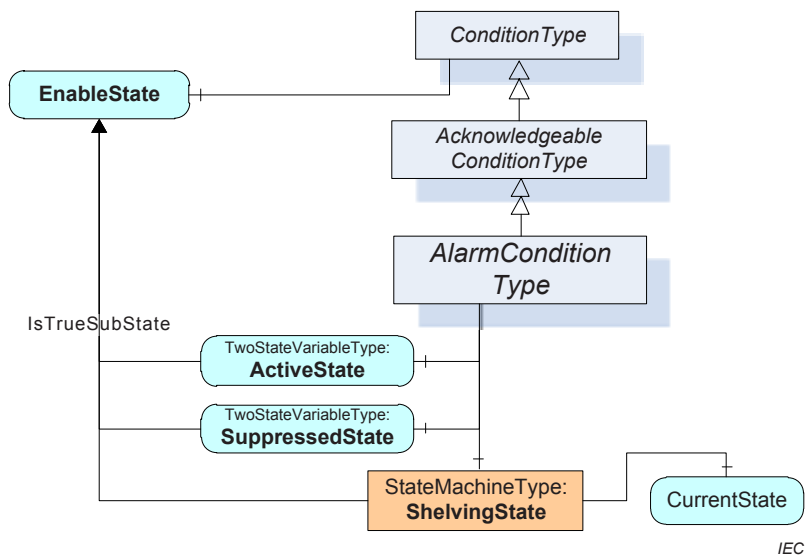 ConditionType
EnableState
Acknowledgeable
ConditionType
AlarmCondition
Type
IsTrueSubState
TwoStateVariableType:
ActiveState
TwoStateVariableType:
SuppressedState
StateMachineType:
ShelvingState
CurrentState
IEC